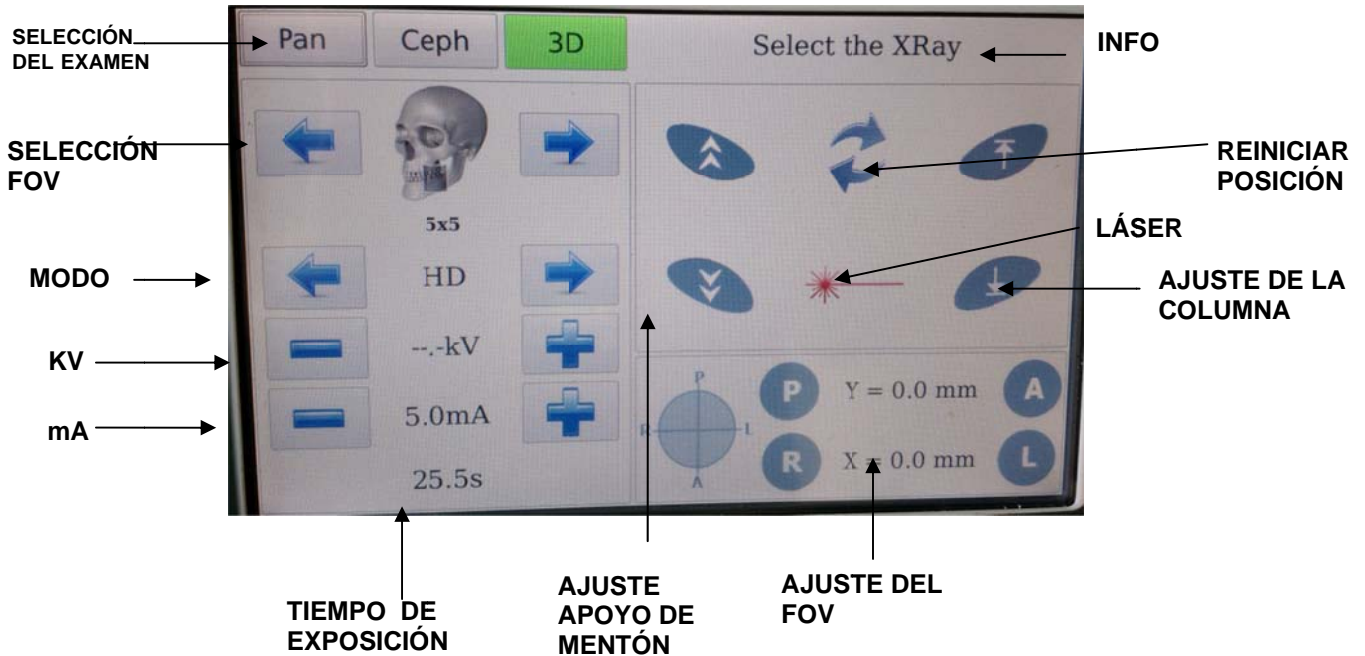 SELECCIÓN
DEL EXAMEN
Pan
Ceph
3D
Select the XRay
INFO
SELECCIÓN
FOV
5x5
REINICIAR
POSICIÓN
LÁSER
MODO
HD
AJUSTE DE LA
COLUMNA
KV
--.-kV
mA
5.0mA
25.5s
P
R
L
A
P
Y = 0.0 mm
A
R
X = 0.0 mm
L
TIEMPO DE
EXPOSICIÓN
AJUSTE
APOYO DE
MENTÓN
AJUSTE DEL
FOV